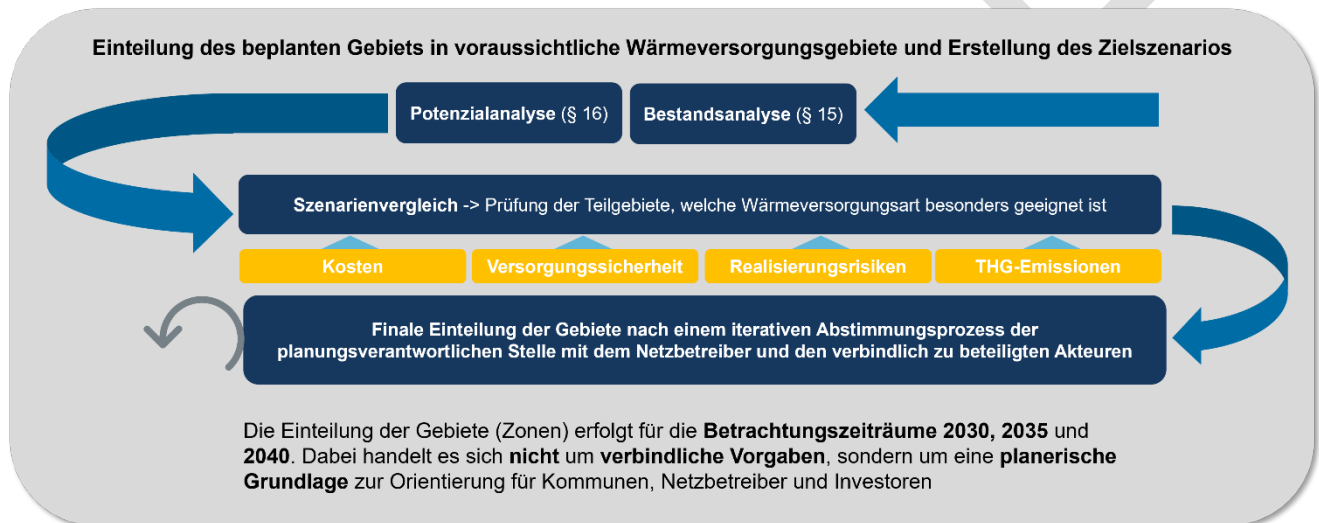 Einteilung des beplanten Gebiets in voraussichtliche Wärmeversorgungsgebiete und Erstellung des Zielszenarios
Potenzialanalyse (§ 16)
Bestandsanalyse (§ 15)
Szenarienvergleich -> Prüfung der Teilgebiete, welche Wärmeversorgungsart besonders geeignet ist
Kosten
Versorgungssicherheit
Realisierungsrisiken
THG-Emissionen
Finale Einteilung der Gebiete nach einem iterativen Abstimmungsprozess der
planungsverantwortlichen Stelle mit dem Netzbetreiber und den verbindlich zu beteiligten Akteuren
Die Einteilung der Gebiete (Zonen) erfolgt für die Betrachtungszeiträume 2030, 2035 und
2040. Dabei handelt es sich nicht um verbindliche Vorgaben, sondern um eine planerische
Grundlage zur Orientierung für Kommunen, Netzbetreiber und Investoren